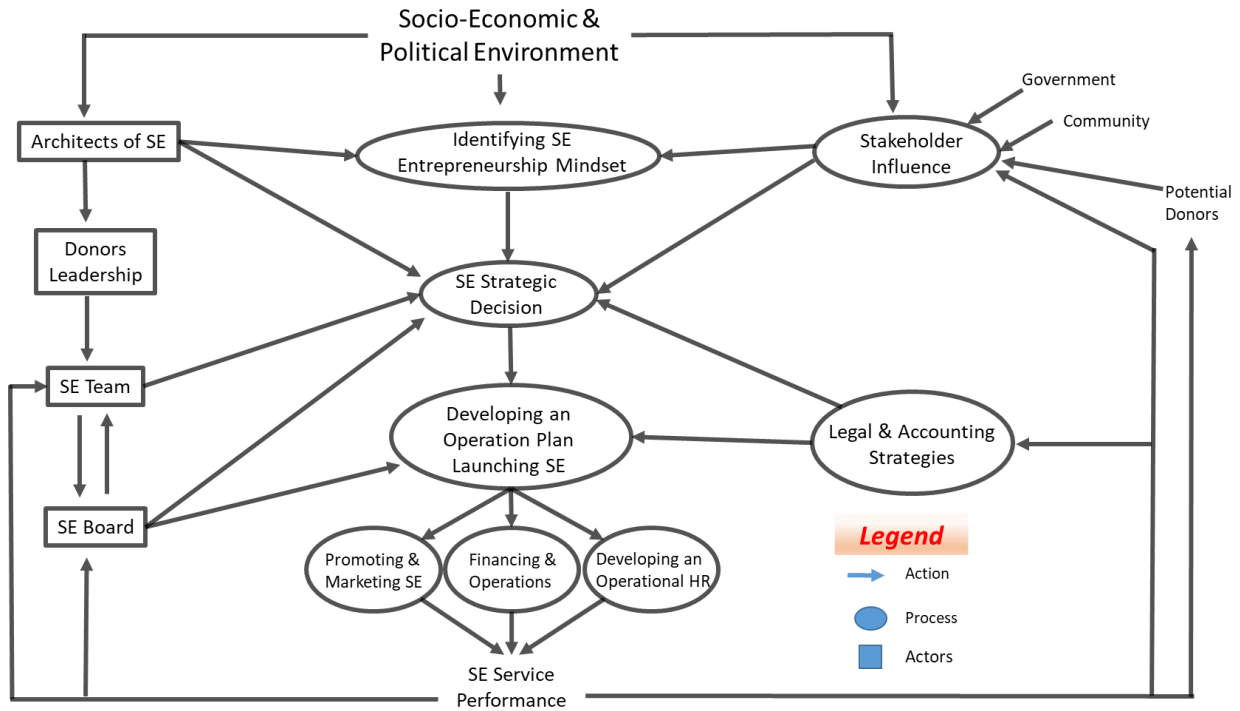 Socio-Economic &
Political Environment
Government
Community
Architects of SE
Identifying SE
Entrepreneurship Mindset
Stakeholder
Influence
Potential
Donors
Donors
Leadership
SE Strategic
Decision
SE Team
Developing an
Operation Plan
Launching SE
Legal & Accounting
Strategies
SE Board
Promoting &
Marketing SE
Financing &
Operations
Developing an
Operational HR
Legend
Action
Process
Actors
SE Service
Performance